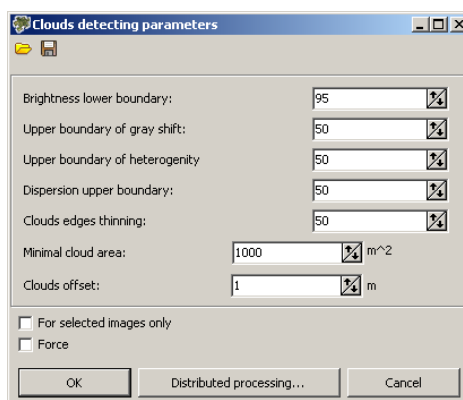 Clouds detecting parameters
Brightness lower boundary: 95
Upper boundary of gray shift: 50
Upper boundary of heterogenity 50
Dispersion upper boundary: 50
Clouds edges thinning: 50
Minimal cloud area: 1000 m^2
Clouds offset: 1 m
For selected images only
Force
OK Distributed processing... Cancel